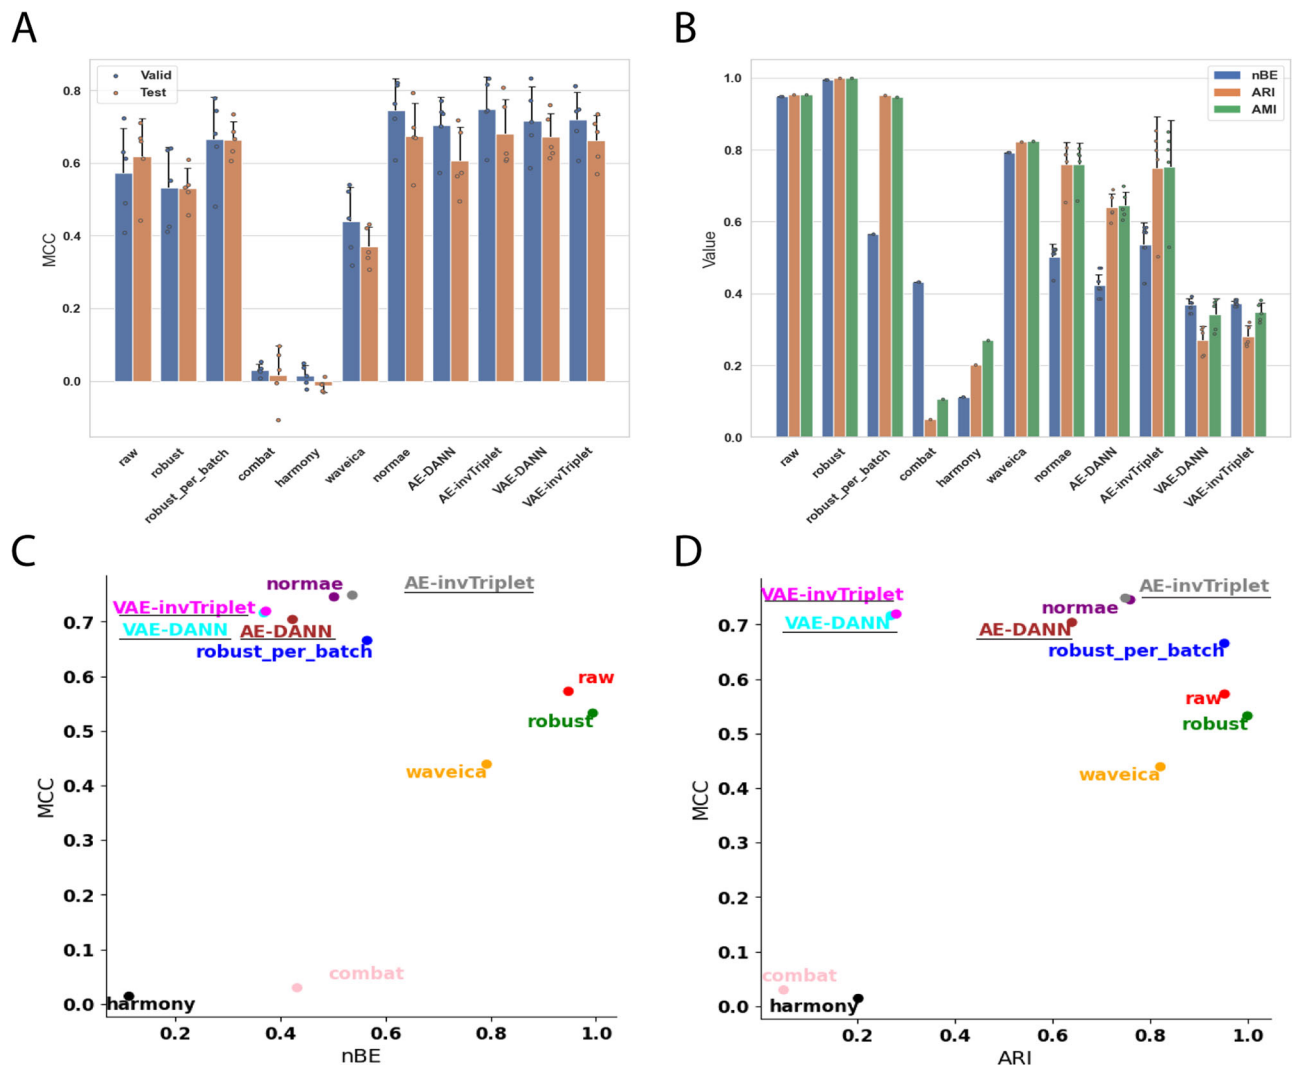 A
MCC
0.8
0.6
0.4
0.2
0.0
Valid
Test
raw
robust
robust_per_batch
combat
harmony
waveica
normae
AE-DANN
AE-invTriplet
VAE-DANN
VAE-invTriplet
B
Value
1.0
0.8
0.6
0.4
0.2
0.0
nBE
ARI
AMI
raw
robust
robust_per_batch
combat
harmony
waveica
normae
AE-DANN
AE-invTriplet
VAE-DANN
VAE-invTriplet
C
MCC
0.7
0.6
0.5
0.4
0.3
0.2
0.1
0.0
normae
AE-invTriplet
VAE-invTriplet
VAE-DANN
AE-DANN
robust_per_batch
raw
robust
waveica
combat
harmony
0.2
0.4
0.6
0.8
1.0
nBE
D
MCC
0.7
0.6
0.5
0.4
0.3
0.2
0.1
0.0
AE-invTriplet
VAE-invTriplet
normae
VAE-DANN
AE-DANN
robust_per_batch
raw
robust
waveica
combat
harmony
0.2
0.4
0.6
0.8
1.0
ARI